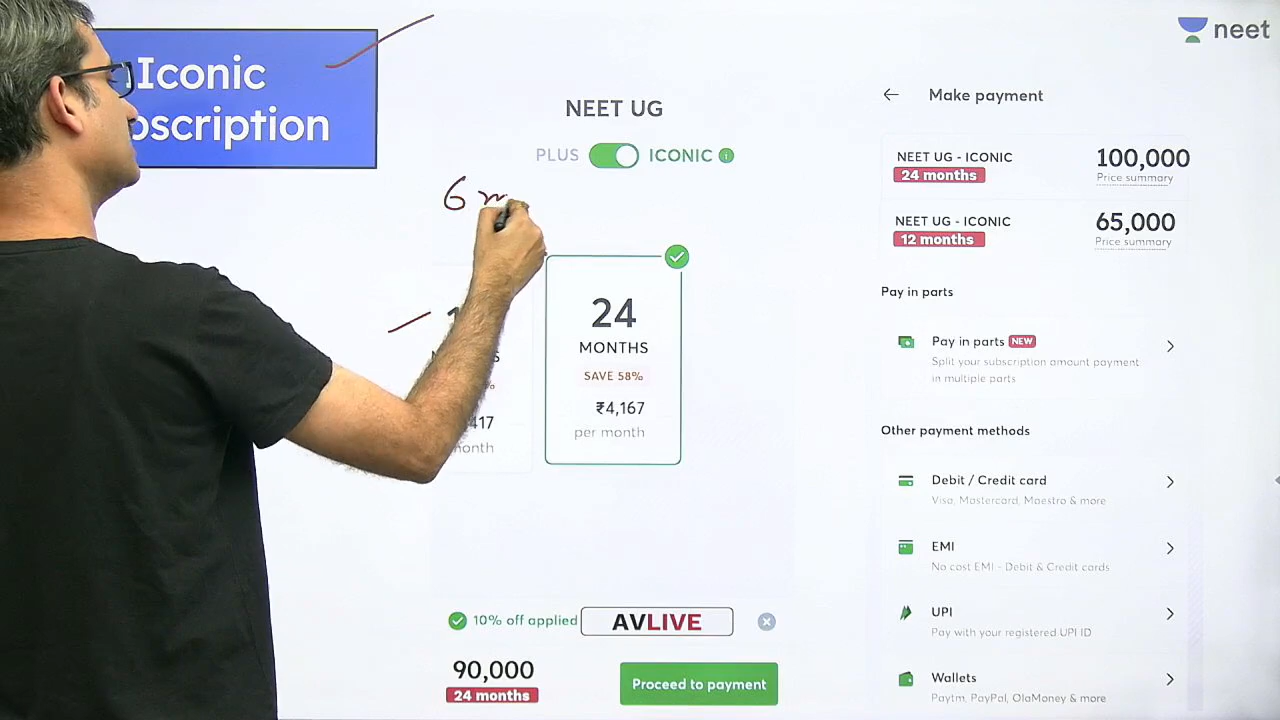 Iconic
bscription
neet
NEET UG
PLUS ICONIC
6 m
24
MONTHS
SAVE 58%
₹4,167
per month
417
10% off applied AVLIVE
90,000
24 months
Proceed to payment
Make payment
NEET UG - ICONIC 100,000
24 months Price summary
NEET UG - ICONIC 65,000
12 months Price summary
Pay in parts
Pay in parts NEW
Split your subscription amount payment
in multiple parts
Other payment methods
Debit / Credit card
Visa, Mastercard, Maestro & more
EMI
No cost EMI - Debit & Credit cards
UPI
Pay with your registered UPI ID
Wallets
Paytm, PayPal, OlaMoney & more